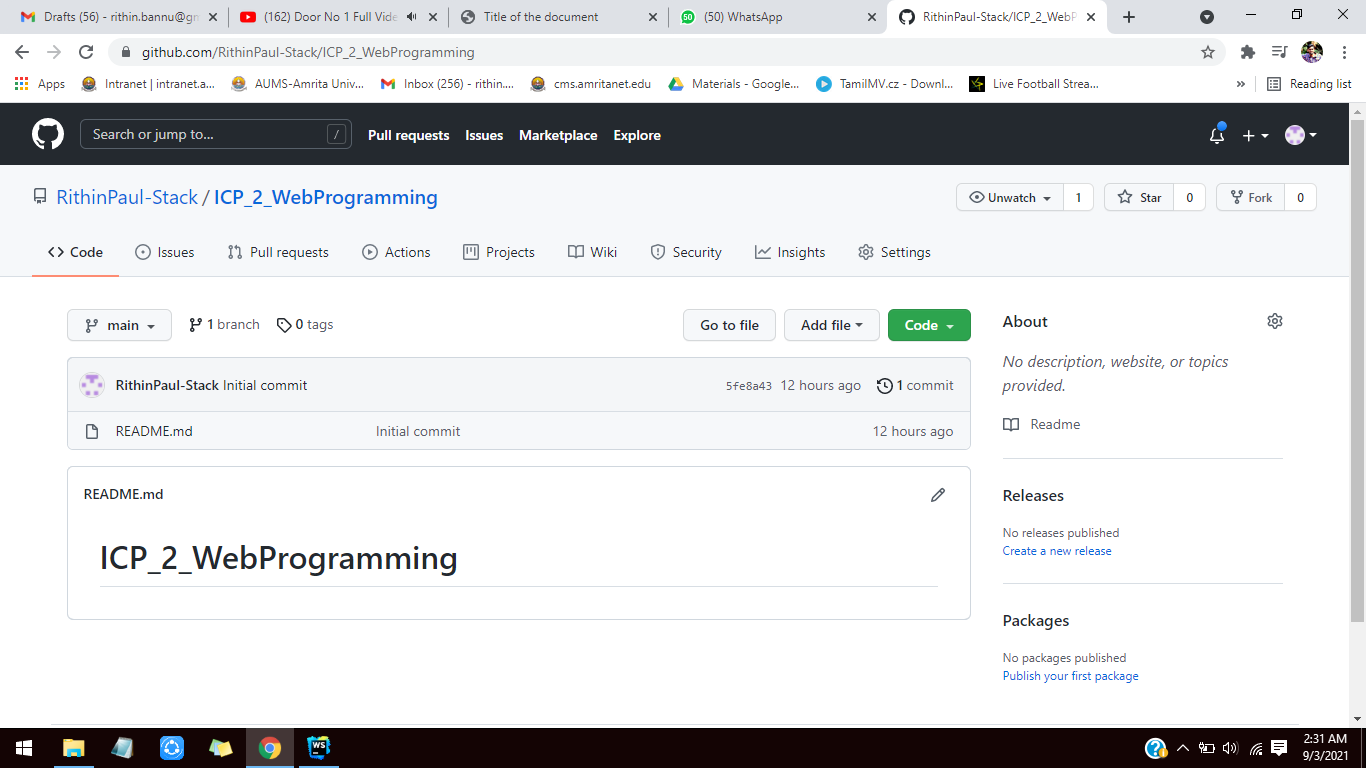 Drafts (56) - rithin.bannu@gm
(162) Door No 1 Full Vide
Title of the document
(50) WhatsApp
RithinPaul-Stack/ICP_2_WebP
github.com/RithinPaul-Stack/ICP_2_WebProgramming
Apps
Intranet | intranet.a...
AUMS-Amrita Univ...
Inbox (256) - rithin....
cms.amritanet.edu
Materials - Google...
TamilMV.cz - Downl...
Live Football Strea...
»
Reading list
Search or jump to...
/
Pull requests
Issues
Marketplace
Explore
RithinPaul-Stack / ICP_2_WebProgramming
Unwatch
1
Star
0
Fork
0
Code
Issues
Pull requests
Actions
Projects
Wiki
Security
Insights
Settings
main
1 branch
0 tags
Go to file
Add file
Code
RithinPaul-Stack Initial commit
5fe8a43 12 hours ago
1 commit
README.md
Initial commit
12 hours ago
README.md
ICP_2_WebProgramming
About
No description, website, or topics
provided.
Readme
Releases
No releases published
Create a new release
Packages
No packages published
Publish your first package
WS
2:31 AM
9/3/2021